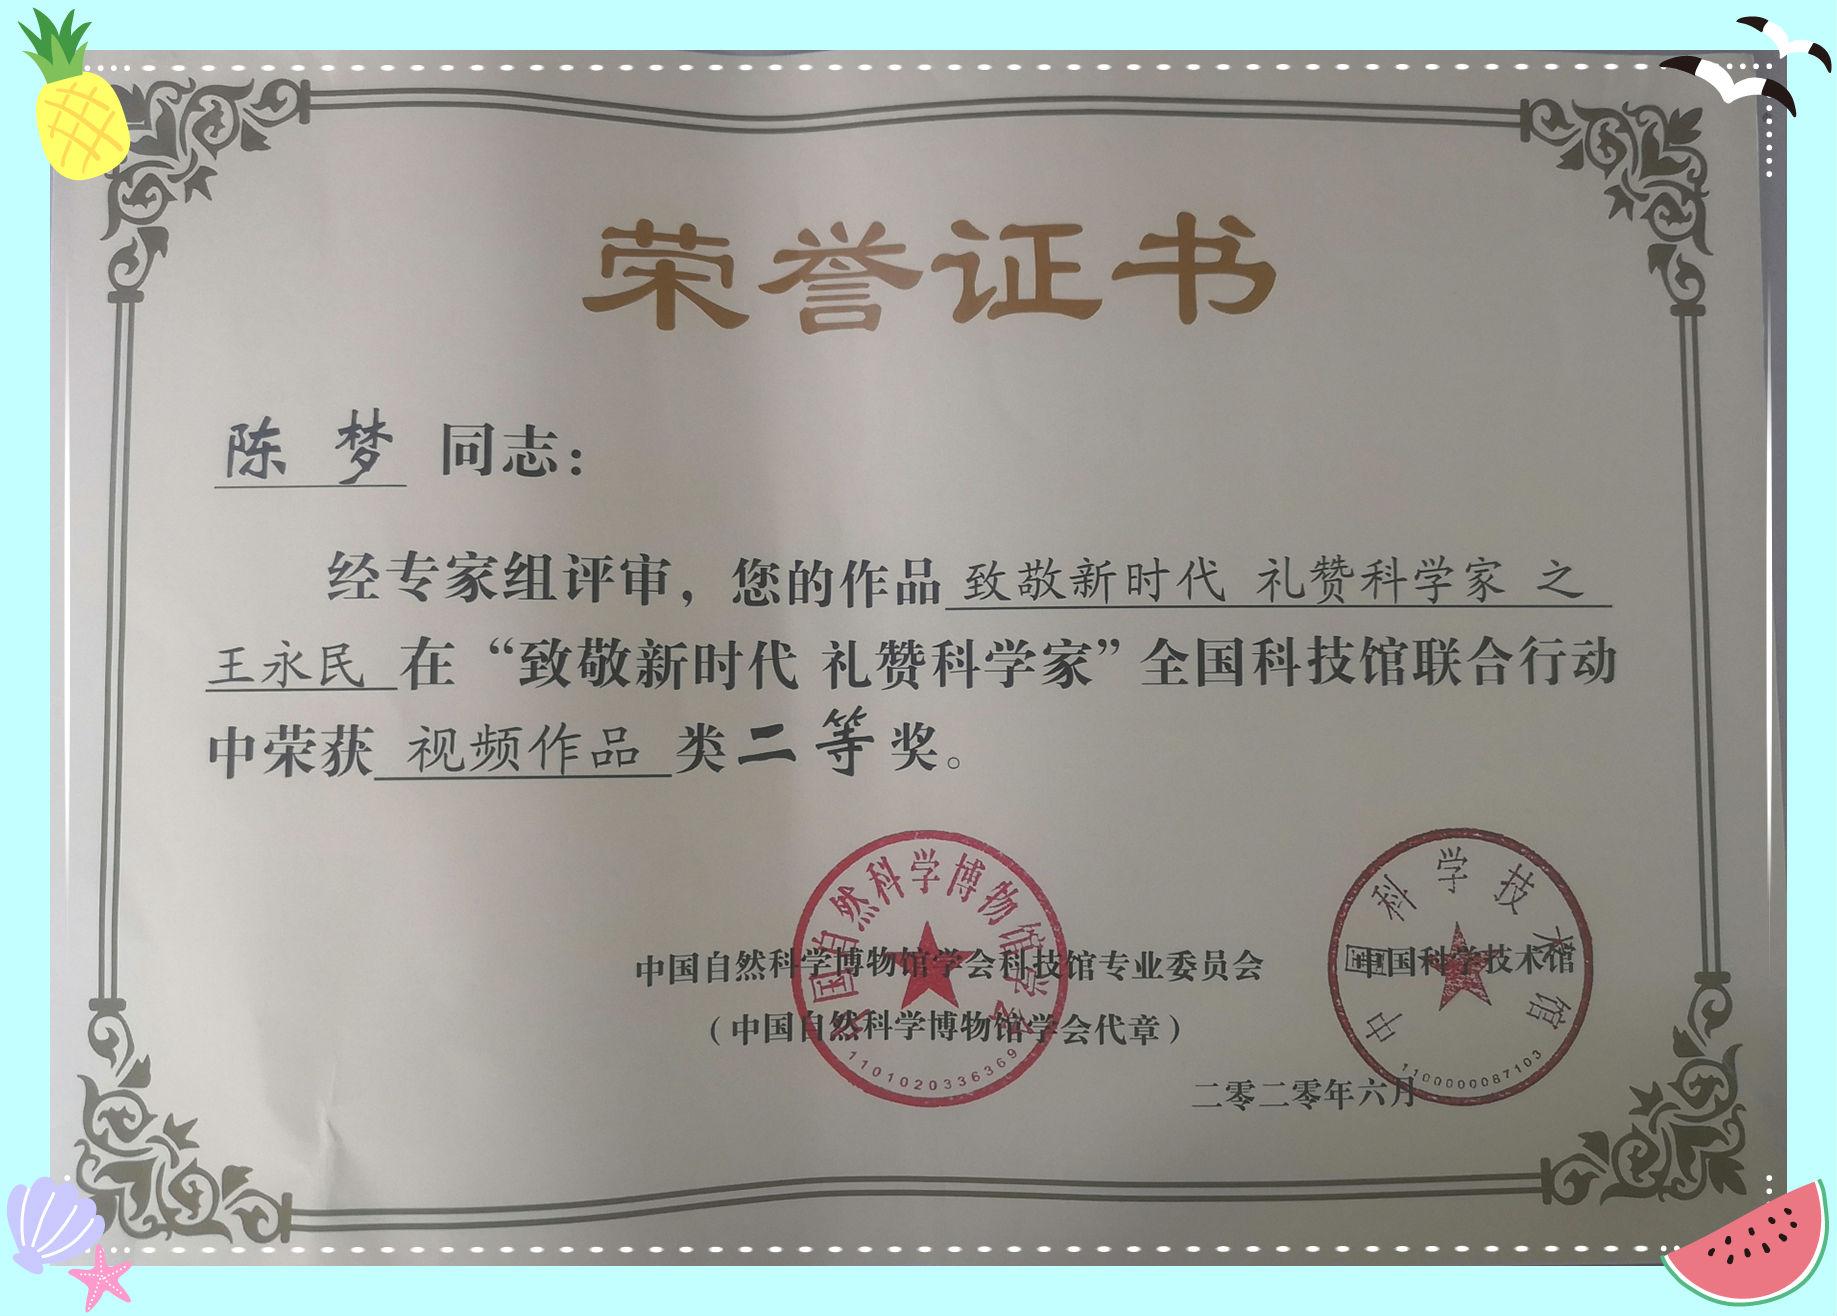 荣誉证书
陈 梦 同志：
经专家组评审，您的作品 致敬新时代 礼赞科学家 之
王永民 在“致敬新时代 礼赞科学家”全国科技馆联合行动
中荣获 视频作品 类二等奖。
中国自然科学博物馆学会
中国科学技术馆
中国自然科学博物馆学会科技馆专业委员会
中国科学技术馆
（中国自然科学博物馆学会代章）
1101020336369
1100000087103
二零二零年六月